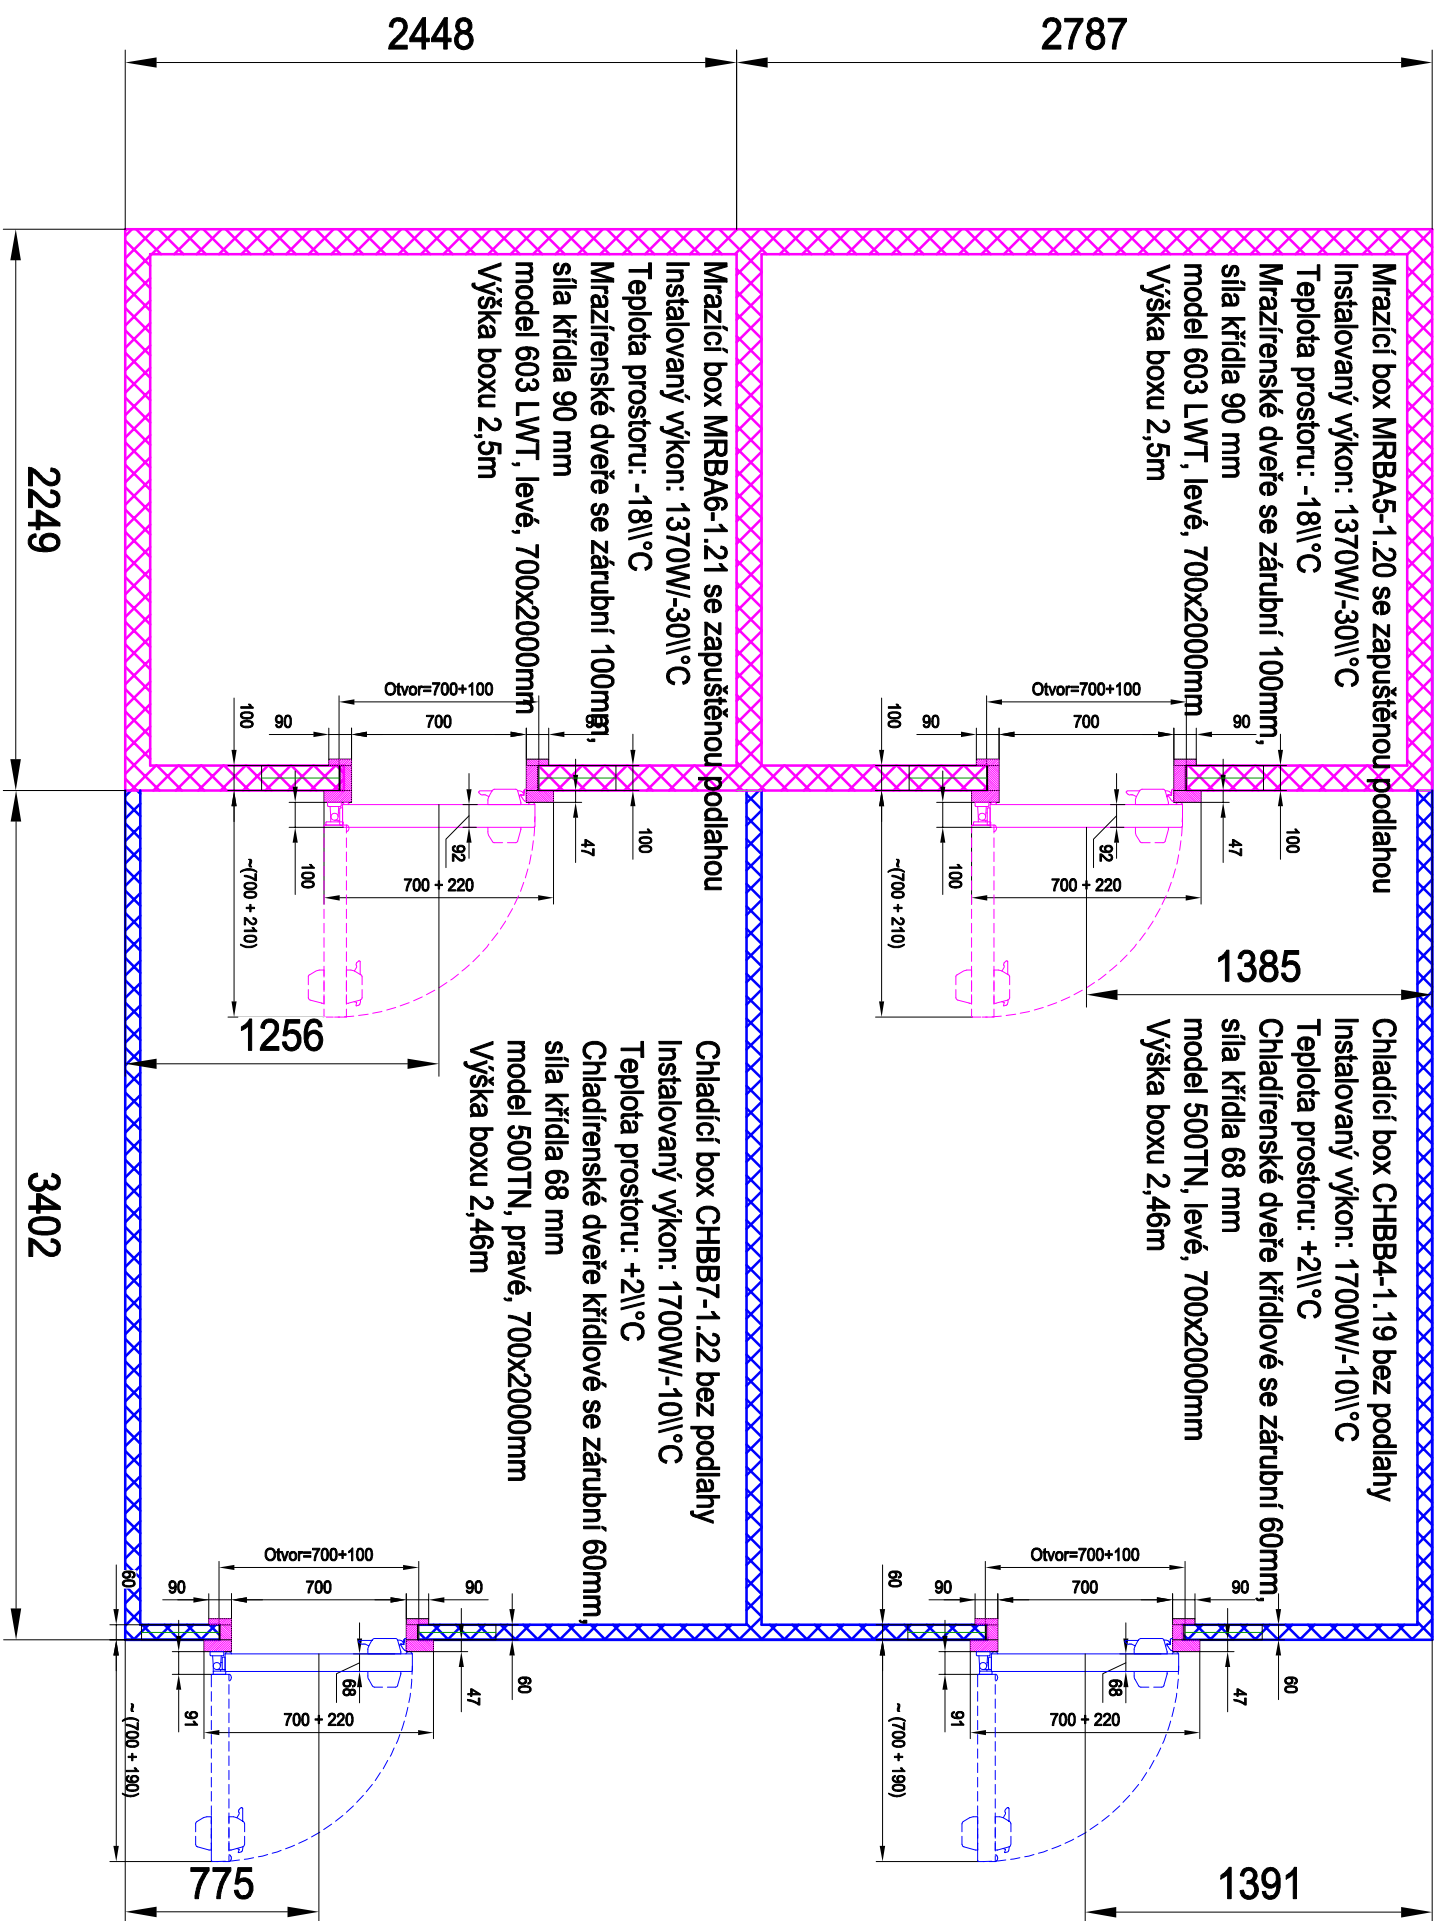 2448
2787
Mrazící box MRBA6-1.21 se zapuštěnou podlahou
Instalovaný výkon: 1370W/-30\\°C
Teplota prostoru: -18\\°C
Mrazírenské dveře se zárubní 100mm,
síla křídla 90 mm
model 603 LWT, levé, 700x2000mm
Výška boxu 2,5m
Mrazící box MRBA5-1.20 se zapuštěnou podlahou
Instalovaný výkon: 1370W/-30\\°C
Teplota prostoru: -18\\°C
Mrazírenské dveře se zárubní 100mm,
síla křídla 90 mm
model 603 LWT, levé, 700x2000mm
Výška boxu 2,5m
2249
Otvor=700+100
100
90
700
90
100
47
92
100
700 + 220
~(700 + 210)
1256
Otvor=700+100
100
90
700
90
100
47
92
100
700 + 220
~(700 + 210)
1385
Chladící box CHBB7-1.22 bez podlahy
Instalovaný výkon: 1700W/-10\\°C
Teplota prostoru: +2\\°C
Chladírenské dveře křídlové se zárubní 60mm,
síla křídla 68 mm
model 500TN, pravé, 700x2000mm
Výška boxu 2,46m
Chladící box CHBB4-1.19 bez podlahy
Instalovaný výkon: 1700W/-10\\°C
Teplota prostoru: +2\\°C
Chladírenské dveře křídlové se zárubní 60mm,
síla křídla 68 mm
model 500TN, levé, 700x2000mm
Výška boxu 2,46m
3402
Otvor=700+100
60
90
700
90
60
47
68
91
700 + 220
~ (700 + 190)
775
Otvor=700+100
60
90
700
90
60
47
68
91
700 + 220
~ (700 + 190)
1391